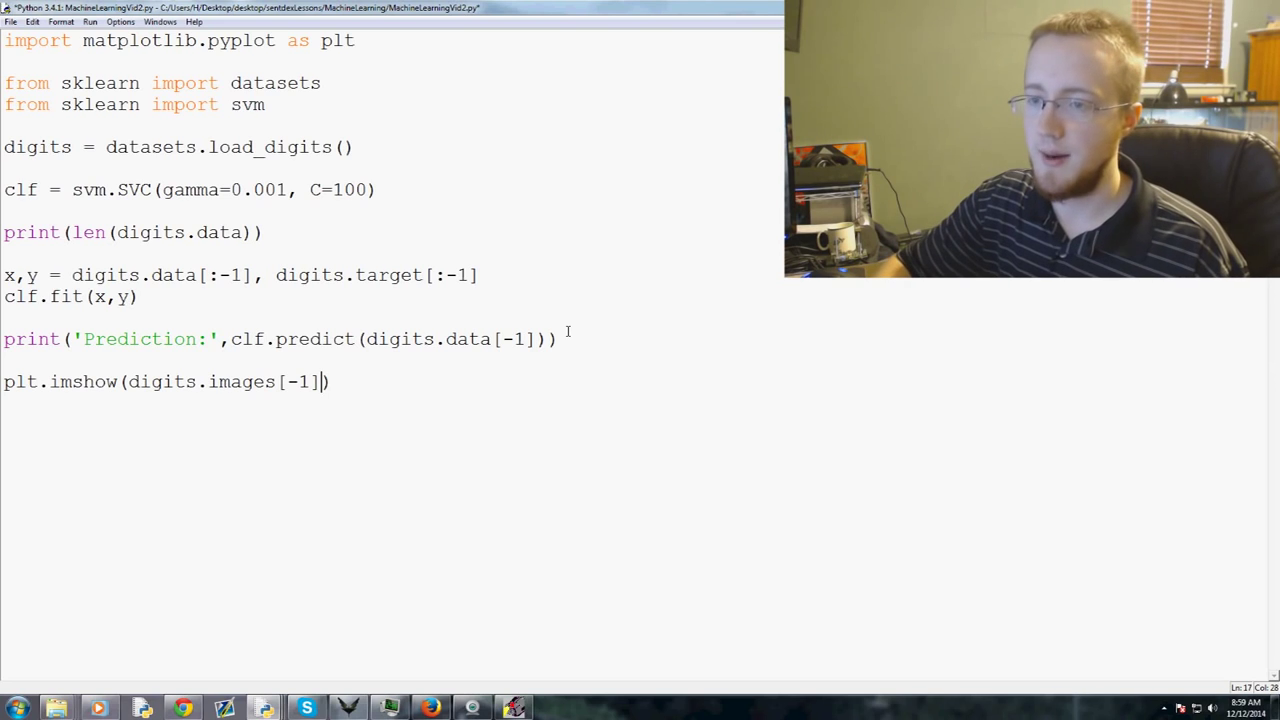 *Python 3.4.1: MachineLearningVid2.py - C:/Users/H/Desktop/desktop/sentdexLessons/MachineLearning/MachineLearningVid2.py*
File Edit Format Run Options Windows Help
import matplotlib.pyplot as plt
from sklearn import datasets
from sklearn import svm
digits = datasets.load_digits()
clf = svm.SVC(gamma=0.001, C=100)
print(len(digits.data))
x,y = digits.data[:-1], digits.target[:-1]
clf.fit(x,y)
print('Prediction:',clf.predict(digits.data[-1]))
plt.imshow(digits.images[-1])
Ln: 17 Col: 28
8:59 AM
12/12/2014